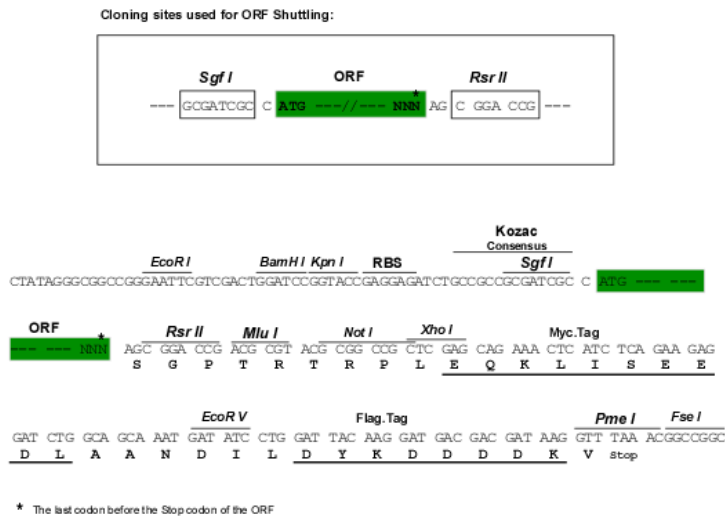 Cloning sites used for ORF Shuttling:
Sgf I ORF Rsr II
--- GCGATCGC C ATG ---//--- NNN* AG C GGA CCG ---
Kozac
Consensus
EcoR I BamH I Kpn I RBS Sgf I
CTATAGGGCGGCCGGGAATTCGTCGACTGGATCCGGTACCGAGGAGATCTGCCGCCGCGATCGC C ATG --- ---
ORF Rsr II Mlu I Not I Xho I Myc.Tag
--- --- NNN* AGC GGA CCG ACG CGT ACG CGG CCG CTC GAG CAG AAA CTC ATC TCA GAA GAG
S G P T R T R P L E Q K L I S E E
EcoR V Flag.Tag Pme I Fse I
GAT CTG GCA GCA AAT GAT ATC CTG GAT TAC AAG GAT GAC GAC GAT AAG GTT TAA ACGGCCGGC
D L A A N D I L D Y K D D D D K V Stop
* The last codon before the Stop codon of the ORF